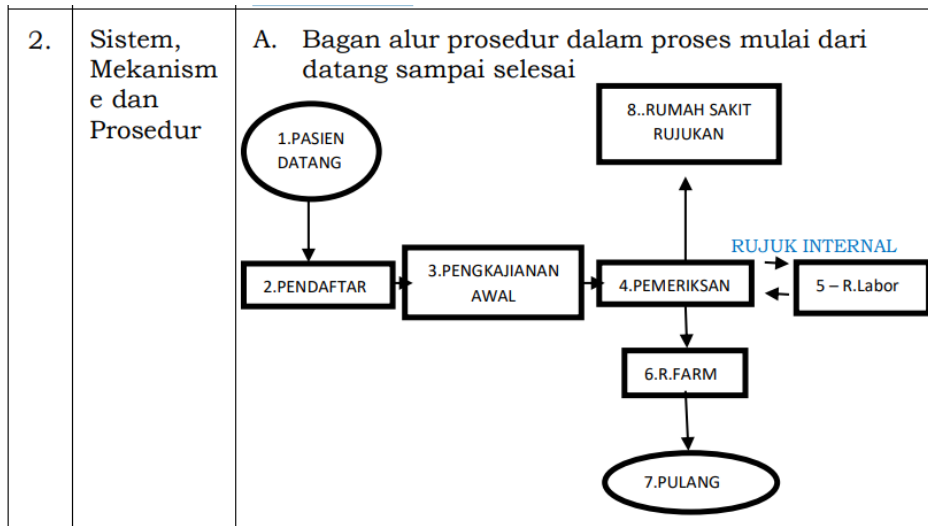 2.
Sistem,
Mekanism
e dan
Prosedur
A. Bagan alur prosedur dalam proses mulai dari
datang sampai selesai
8..RUMAH SAKIT
RUJUKAN
1.PASIEN
DATANG
RUJUK INTERNAL
2.PENDAFTAR
3.PENGKAJIANAN
AWAL
4.PEMERIKSAN
5 – R.Labor
6.R.FARM
7.PULANG